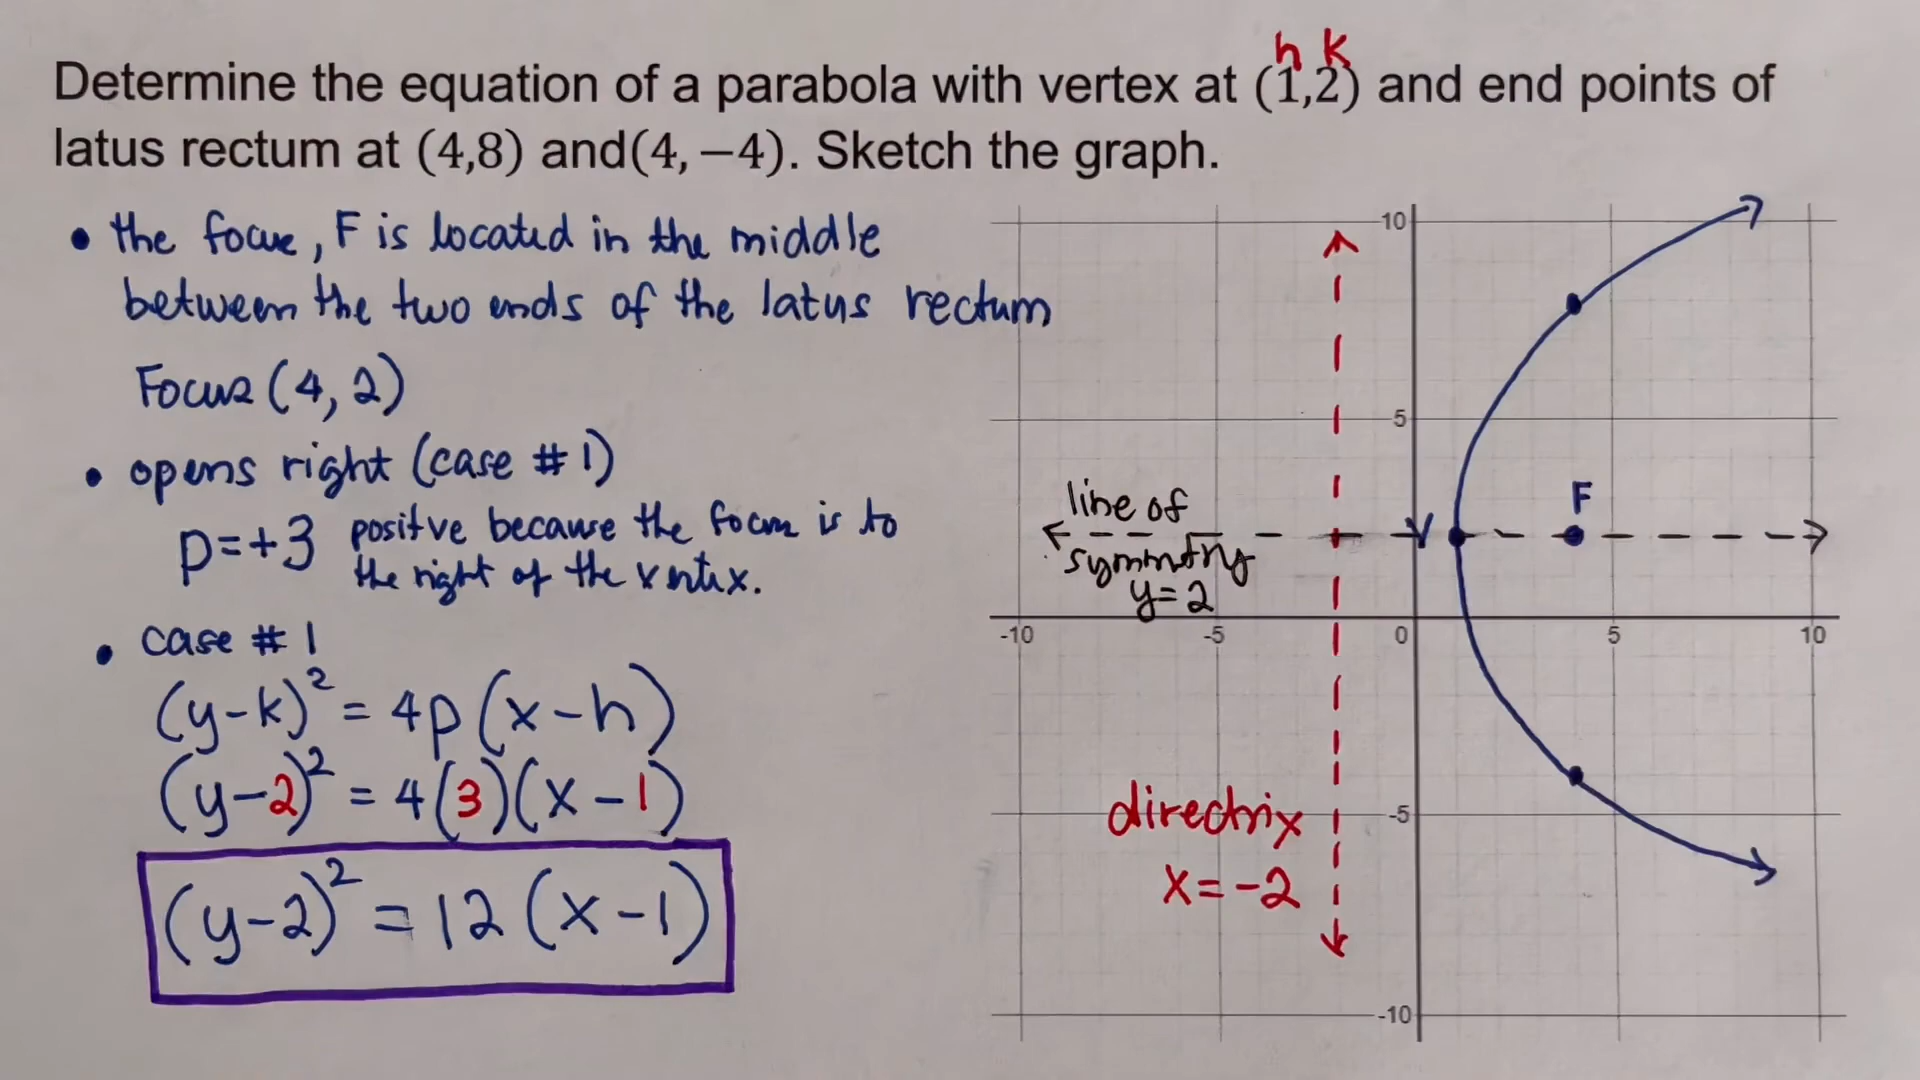 h k
Determine the equation of a parabola with vertex at (1,2) and end points of
latus rectum at (4,8) and(4,−4). Sketch the graph.
• the focus, F is located in the middle
between the two ends of the latus rectum
Focus (4, 2)
• opens right (case #1)
p=+3 positve because the focus is to
the right of the vertex.
• case #1
(y-k)² = 4p(x-h)
(y-2)² = 4(3)(x-1)
(y-2)² = 12(x-1)
10
5
F
line of
V
symmetry
y=2
-10 -5 0 5 10
directrix
-5
x=-2
-10